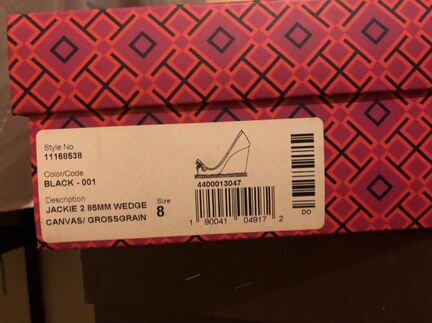 Style No
11168538
Color/Code
BLACK - 001
Description
JACKIE 2 85MM WEDGE
CANVAS/ GROSSGRAIN
Size
8
4400013047
1 90041 04917 2
DO